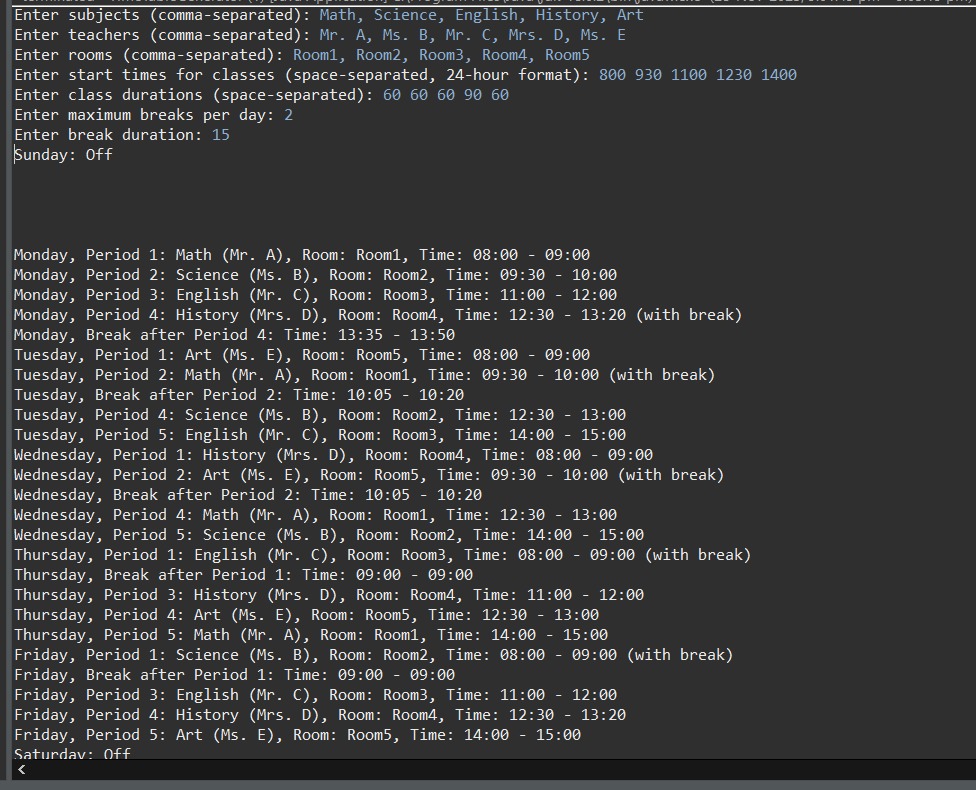 Enter subjects (comma-separated): Math, Science, English, History, Art
Enter teachers (comma-separated): Mr. A, Ms. B, Mr. C, Mrs. D, Ms. E
Enter rooms (comma-separated): Room1, Room2, Room3, Room4, Room5
Enter start times for classes (space-separated, 24-hour format): 800 930 1100 1230 1400
Enter class durations (space-separated): 60 60 60 90 60
Enter maximum breaks per day: 2
Enter break duration: 15
Sunday: Off
Monday, Period 1: Math (Mr. A), Room: Room1, Time: 08:00 - 09:00
Monday, Period 2: Science (Ms. B), Room: Room2, Time: 09:30 - 10:00
Monday, Period 3: English (Mr. C), Room: Room3, Time: 11:00 - 12:00
Monday, Period 4: History (Mrs. D), Room: Room4, Time: 12:30 - 13:20 (with break)
Monday, Break after Period 4: Time: 13:35 - 13:50
Tuesday, Period 1: Art (Ms. E), Room: Room5, Time: 08:00 - 09:00
Tuesday, Period 2: Math (Mr. A), Room: Room1, Time: 09:30 - 10:00 (with break)
Tuesday, Break after Period 2: Time: 10:05 - 10:20
Tuesday, Period 4: Science (Ms. B), Room: Room2, Time: 12:30 - 13:00
Tuesday, Period 5: English (Mr. C), Room: Room3, Time: 14:00 - 15:00
Wednesday, Period 1: History (Mrs. D), Room: Room4, Time: 08:00 - 09:00
Wednesday, Period 2: Art (Ms. E), Room: Room5, Time: 09:30 - 10:00 (with break)
Wednesday, Break after Period 2: Time: 10:05 - 10:20
Wednesday, Period 4: Math (Mr. A), Room: Room1, Time: 12:30 - 13:00
Wednesday, Period 5: Science (Ms. B), Room: Room2, Time: 14:00 - 15:00
Thursday, Period 1: English (Mr. C), Room: Room3, Time: 08:00 - 09:00 (with break)
Thursday, Break after Period 1: Time: 09:00 - 09:00
Thursday, Period 3: History (Mrs. D), Room: Room4, Time: 11:00 - 12:00
Thursday, Period 4: Art (Ms. E), Room: Room5, Time: 12:30 - 13:00
Thursday, Period 5: Math (Mr. A), Room: Room1, Time: 14:00 - 15:00
Friday, Period 1: Science (Ms. B), Room: Room2, Time: 08:00 - 09:00 (with break)
Friday, Break after Period 1: Time: 09:00 - 09:00
Friday, Period 3: English (Mr. C), Room: Room3, Time: 11:00 - 12:00
Friday, Period 4: History (Mrs. D), Room: Room4, Time: 12:30 - 13:20
Friday, Period 5: Art (Ms. E), Room: Room5, Time: 14:00 - 15:00
Saturday: Off